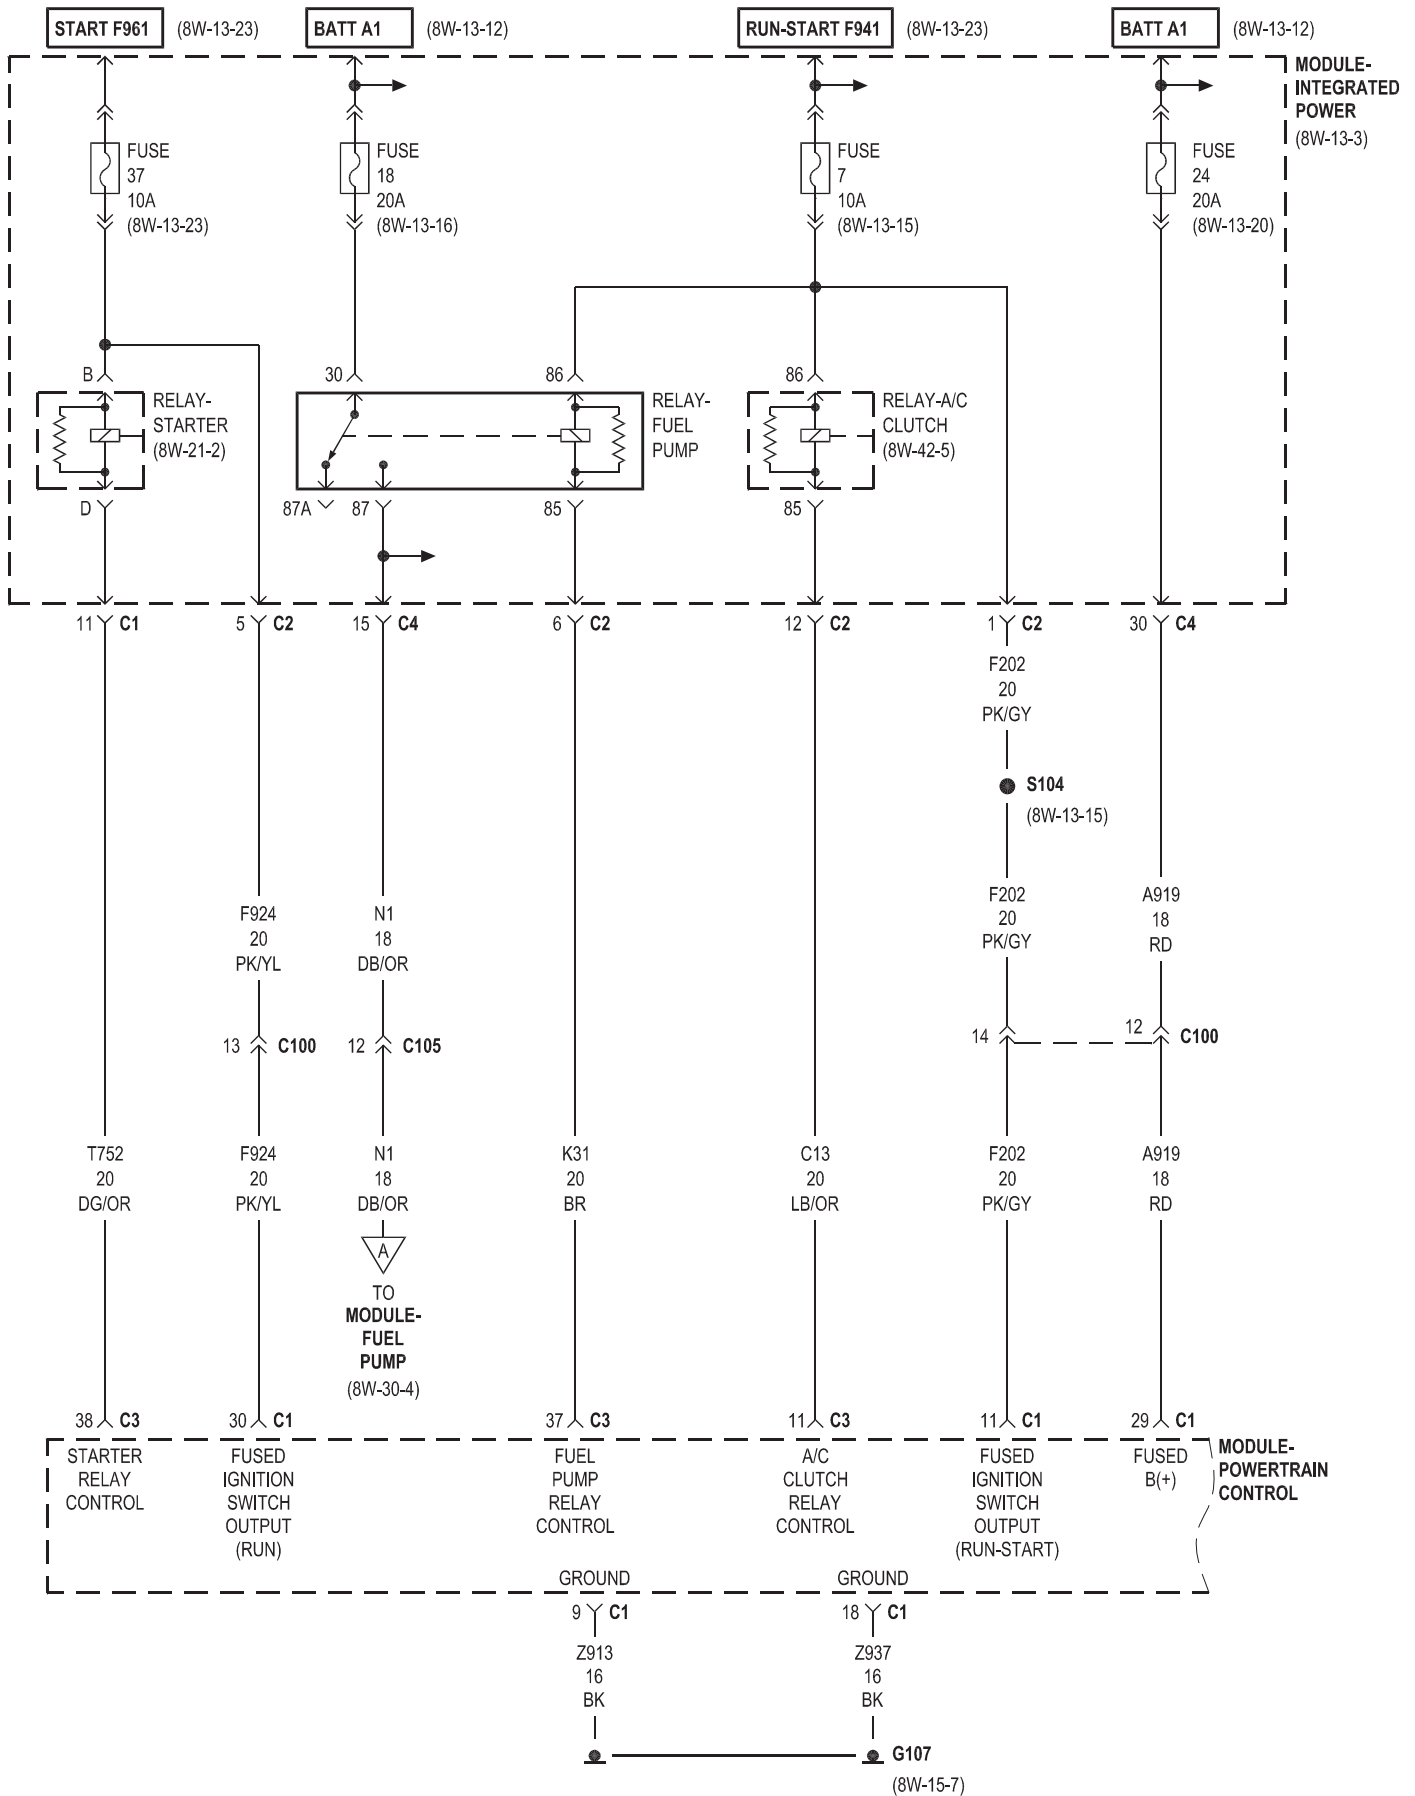 START F961 (8W-13-23) BATT A1 (8W-13-12) RUN-START F941 (8W-13-23) BATT A1 (8W-13-12)
MODULE-
INTEGRATED
POWER
(8W-13-3)
FUSE
37
10A
(8W-13-23)
FUSE
18
20A
(8W-13-16)
FUSE
7
10A
(8W-13-15)
FUSE
24
20A
(8W-13-20)
B 30 86 86
RELAY-
STARTER
(8W-21-2)
RELAY-
FUEL
PUMP
RELAY-A/C
CLUTCH
(8W-42-5)
D 87A 87 85 85
11 C1 5 C2 15 C4 6 C2 12 C2 1 C2 30 C4
F202
20
PK/GY
S104
(8W-13-15)
F924
20
PK/YL
N1
18
DB/OR
F202
20
PK/GY
A919
18
RD
13 C100 12 C105 14 12 C100
T752
20
DG/OR
F924
20
PK/YL
N1
18
DB/OR
K31
20
BR
C13
20
LB/OR
F202
20
PK/GY
A919
18
RD
A
TO
MODULE-
FUEL
PUMP
(8W-30-4)
38 C3 30 C1 37 C3 11 C3 11 C1 29 C1
STARTER
RELAY
CONTROL
FUSED
IGNITION
SWITCH
OUTPUT
(RUN)
FUEL
PUMP
RELAY
CONTROL
A/C
CLUTCH
RELAY
CONTROL
FUSED
IGNITION
SWITCH
OUTPUT
(RUN-START)
FUSED
B(+)
MODULE-
POWERTRAIN
CONTROL
GROUND GROUND
9 C1 18 C1
Z913
16
BK
Z937
16
BK
G107
(8W-15-7)